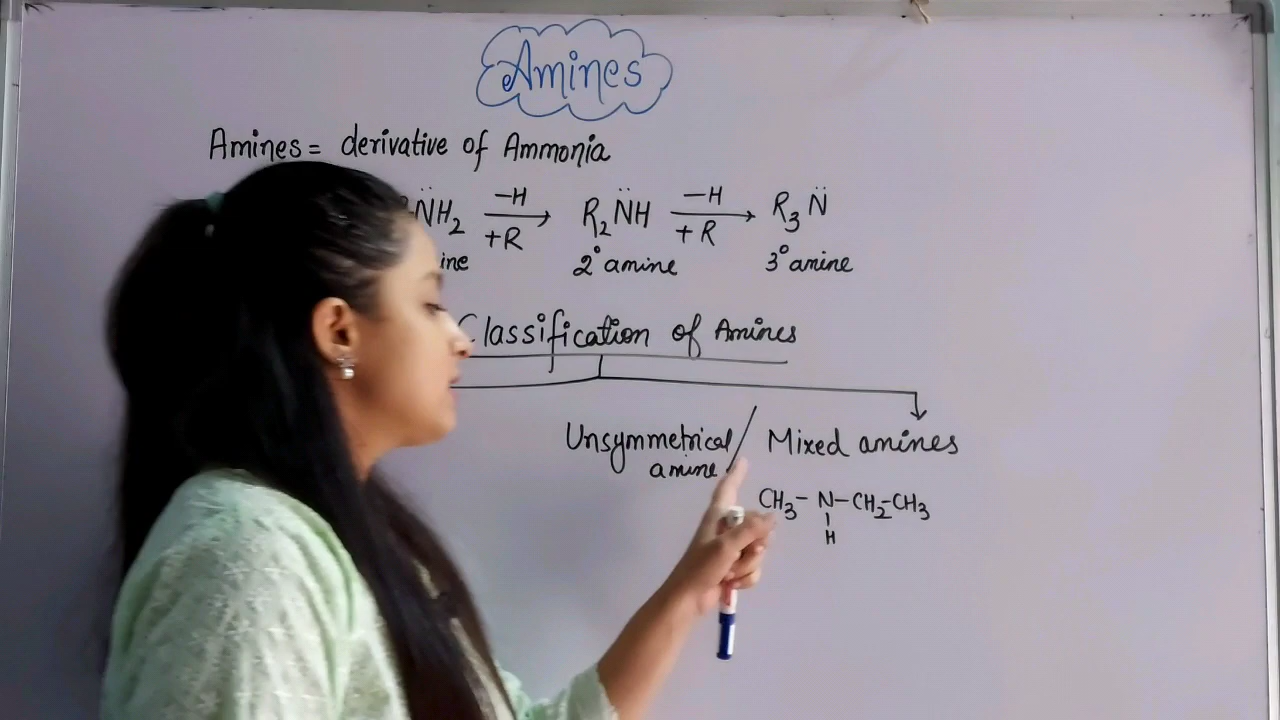 Amines
Amines = derivative of Ammonia
N̈H₂ —H +R → R₂N̈H —H +R → R₃N̈
2° amine 3° amine
Classification of Amines
Unsymmetrical amine / Mixed amines
CH₃– N–CH₂–CH₃
H